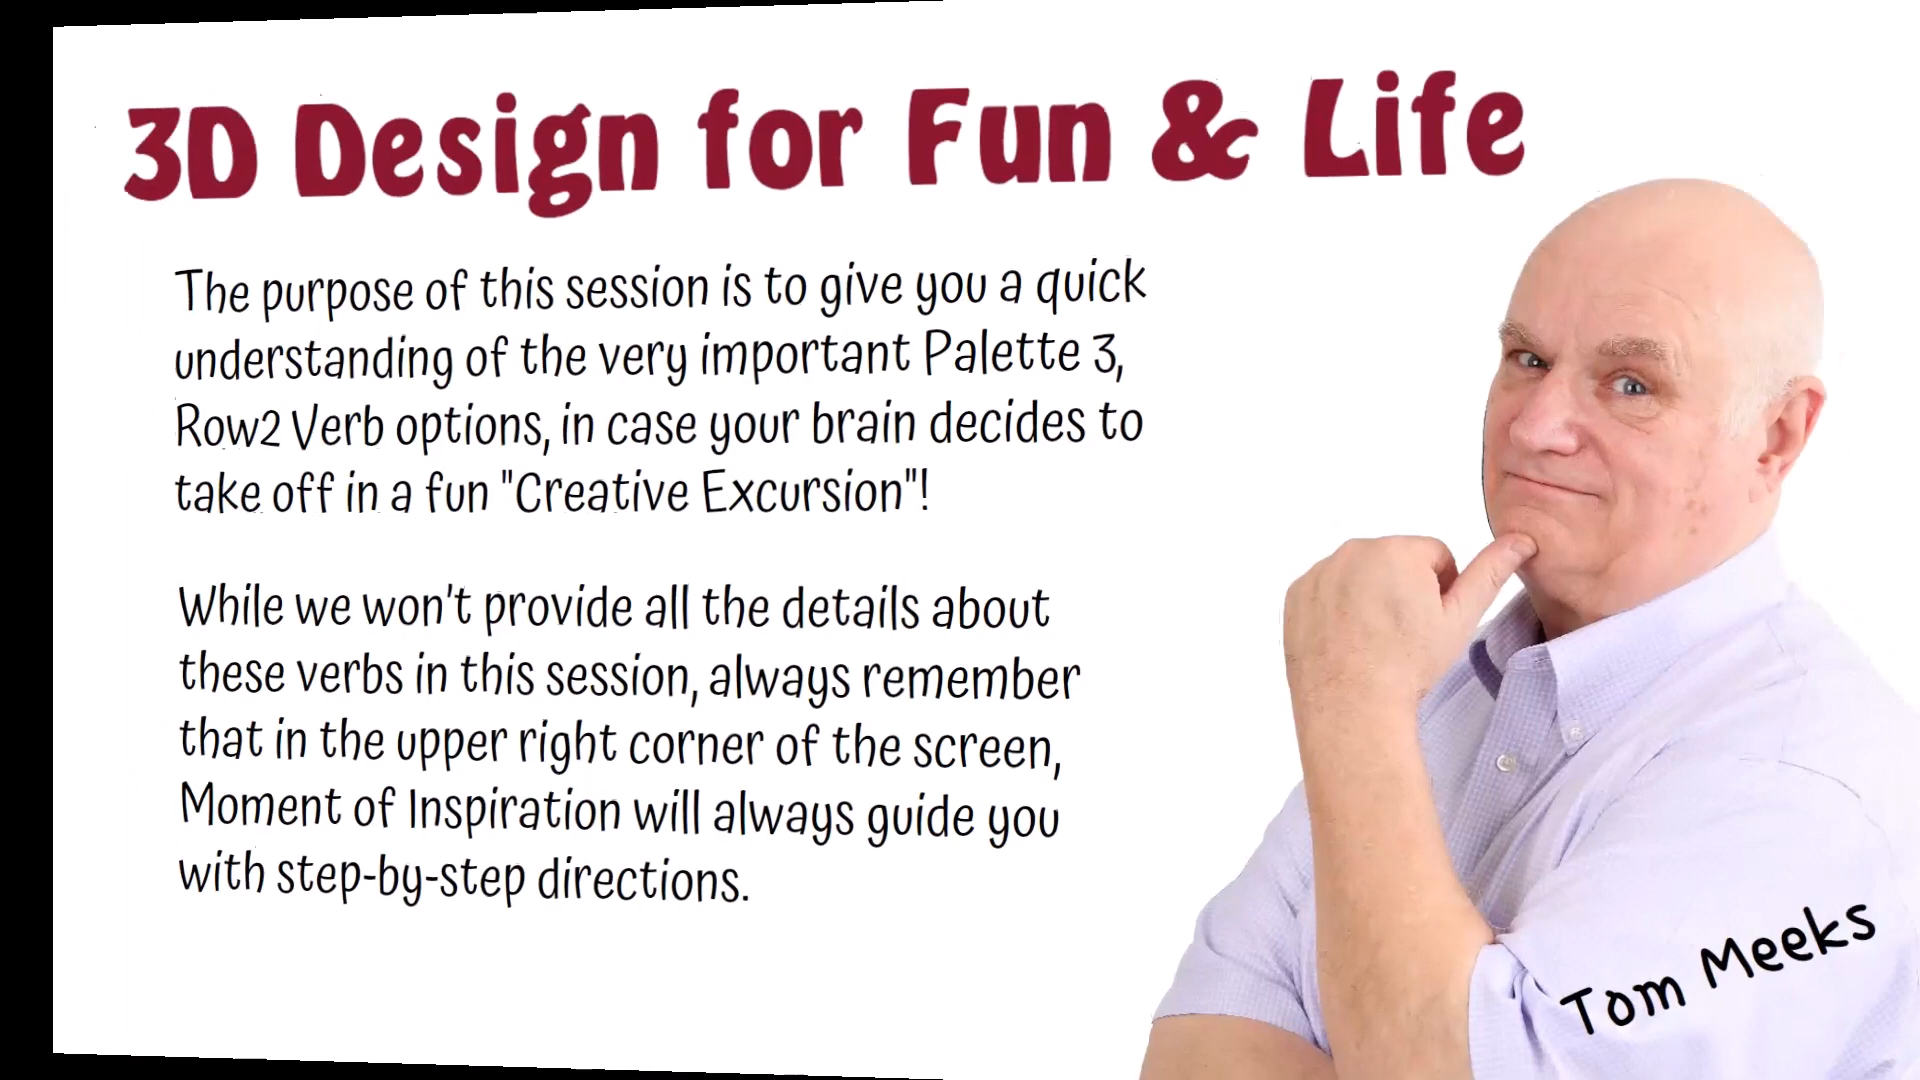 3D Design for Fun & Life
The purpose of this session is to give you a quick
understanding of the very important Palette 3,
Row2 Verb options, in case your brain decides to
take off in a fun "Creative Excursion"!
While we won't provide all the details about
these verbs in this session, always remember
that in the upper right corner of the screen,
Moment of Inspiration will always guide you
with step-by-step directions.
Tom Meeks